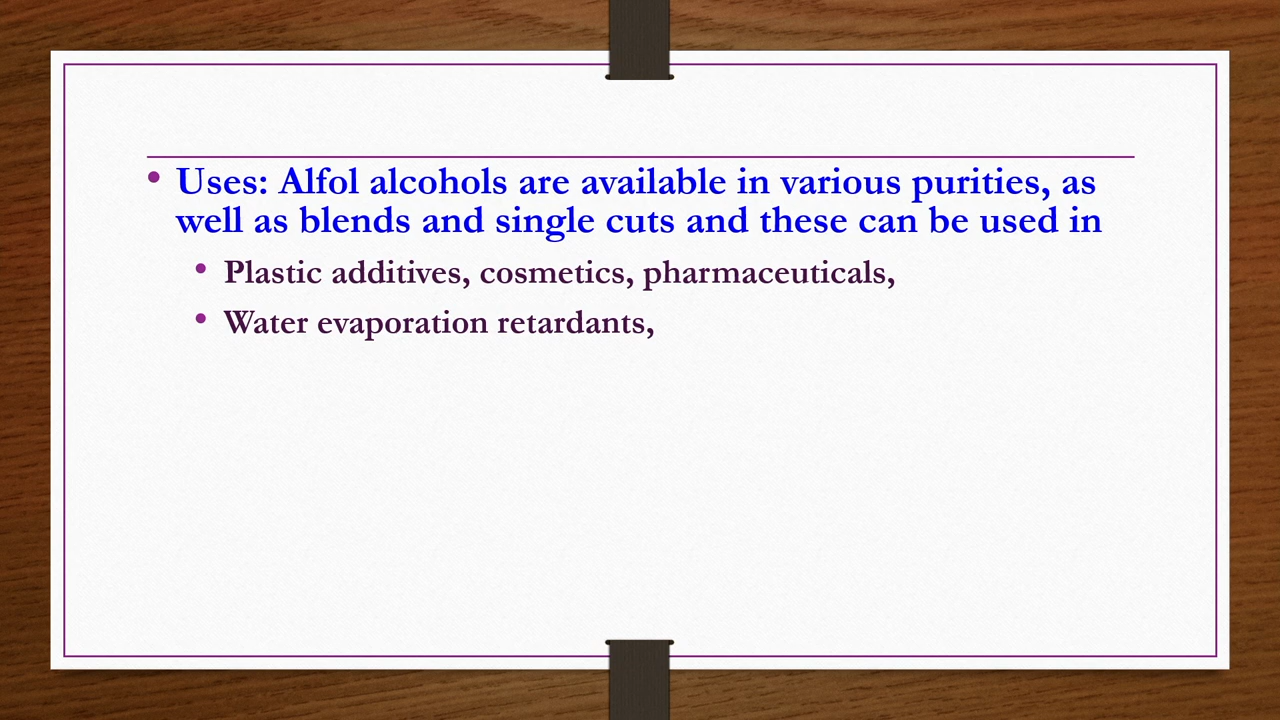 • Uses: Alfol alcohols are available in various purities, as
well as blends and single cuts and these can be used in
• Plastic additives, cosmetics, pharmaceuticals,
• Water evaporation retardants,